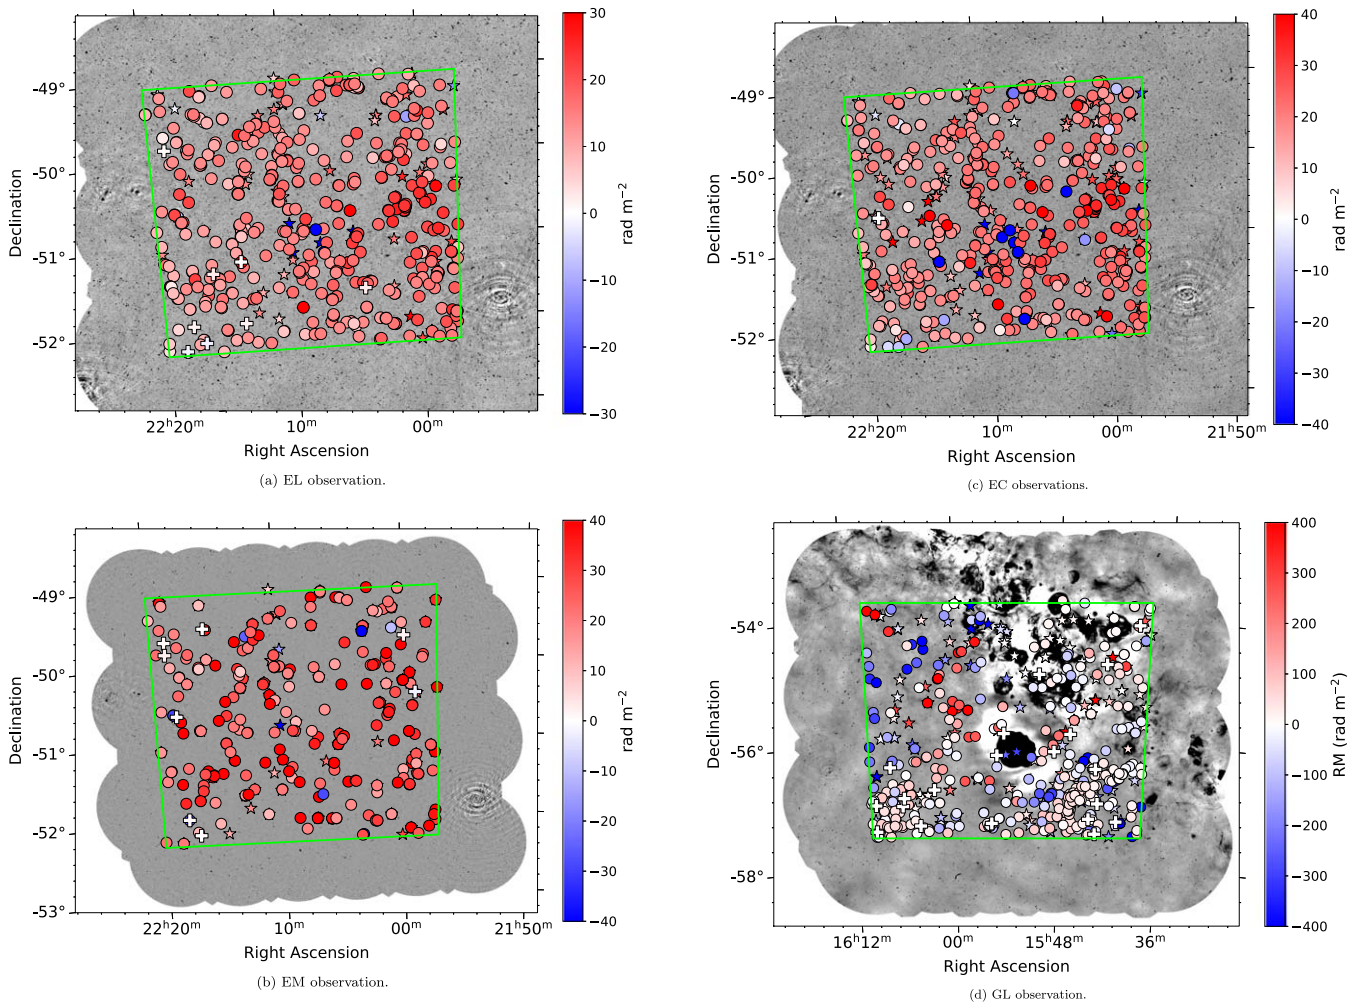 30
20
10
0
−10
−20
−30
rad m−2
-49°
-50°
-51°
-52°
Declination
22h20m
10m
00m
Right Ascension
(a) EL observation.
40
30
20
10
0
−10
−20
−30
−40
rad m−2
-49°
-50°
-51°
-52°
Declination
22h20m
10m
00m
21h50m
Right Ascension
(c) EC observations.
40
30
20
10
0
−10
−20
−30
−40
rad m−2
-49°
-50°
-51°
-52°
-53°
Declination
22h20m
10m
00m
21h50m
Right Ascension
(b) EM observation.
400
300
200
100
0
−100
−200
−300
−400
RM (rad m−2)
-54°
-56°
-58°
Declination
16h12m
00m
15h48m
36m
Right Ascension
(d) GL observation.